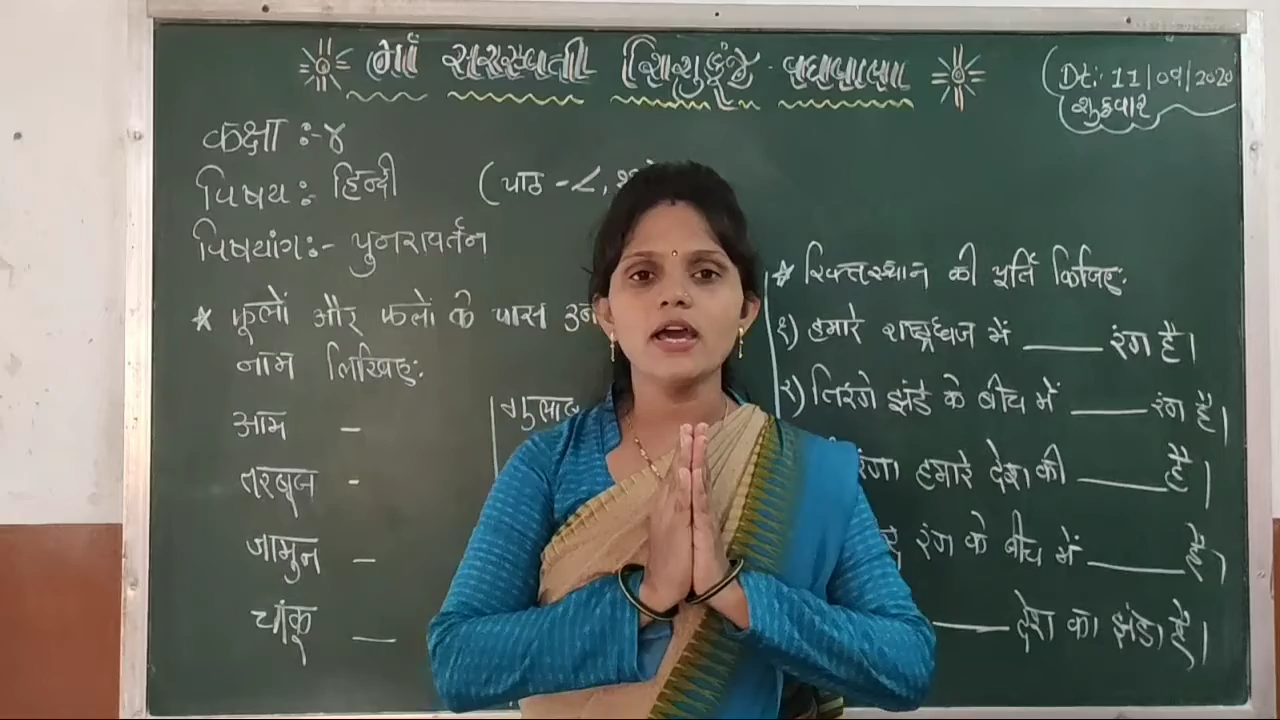 माँ सरस्वती शिशुकुंज
Dt: 11/09/2020
शुक्रवार
कक्षा :- ४
विषय :- हिन्दी (पाठ - ८,
विषयांग :- पुनरावर्तन
* फूलों और फलों के पास
नाम लिखिए:
आम -
तरबूज -
जामुन -
चीकू -
गुलाब
* रिक्तस्थान की पूर्ति किजिए:
१) हमारे राष्ट्रध्वज में ____ रंग है।
२) तिरंगे झंडे के बीच में ____ रंग है।
हमारे देश की ____ है।
रंग के बीच में ____ है।
____ देश का झंडा है।